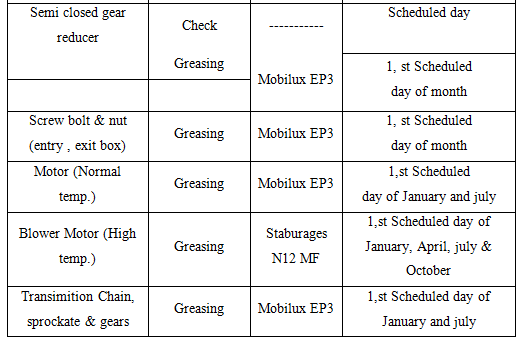 Semi closed gear
reducer
Check
Greasing
-----------
Mobilux EP3
Scheduled day
1, st Scheduled
day of month
Screw bolt & nut
(entry , exit box)
Greasing
Mobilux EP3
1, st Scheduled
day of month
Motor (Normal
temp.)
Greasing
Mobilux EP3
1,st Scheduled
day of January and july
Blower Motor (High
temp.)
Greasing
Staburages
N12 MF
1,st Scheduled day of
January, April, july &
October
Transimition Chain,
sprockate & gears
Greasing
Mobilux EP3
1,st Scheduled day of
January and july